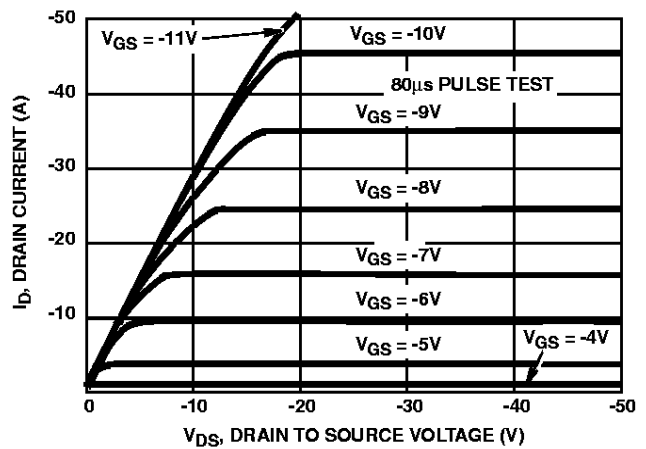 -50
-40
-30
-20
-10
I_D, DRAIN CURRENT (A)
V_GS = -11V
V_GS = -10V
80µs PULSE TEST
V_GS = -9V
V_GS = -8V
V_GS = -7V
V_GS = -6V
V_GS = -5V
V_GS = -4V
0 -10 -20 -30 -40 -50
V_DS, DRAIN TO SOURCE VOLTAGE (V)